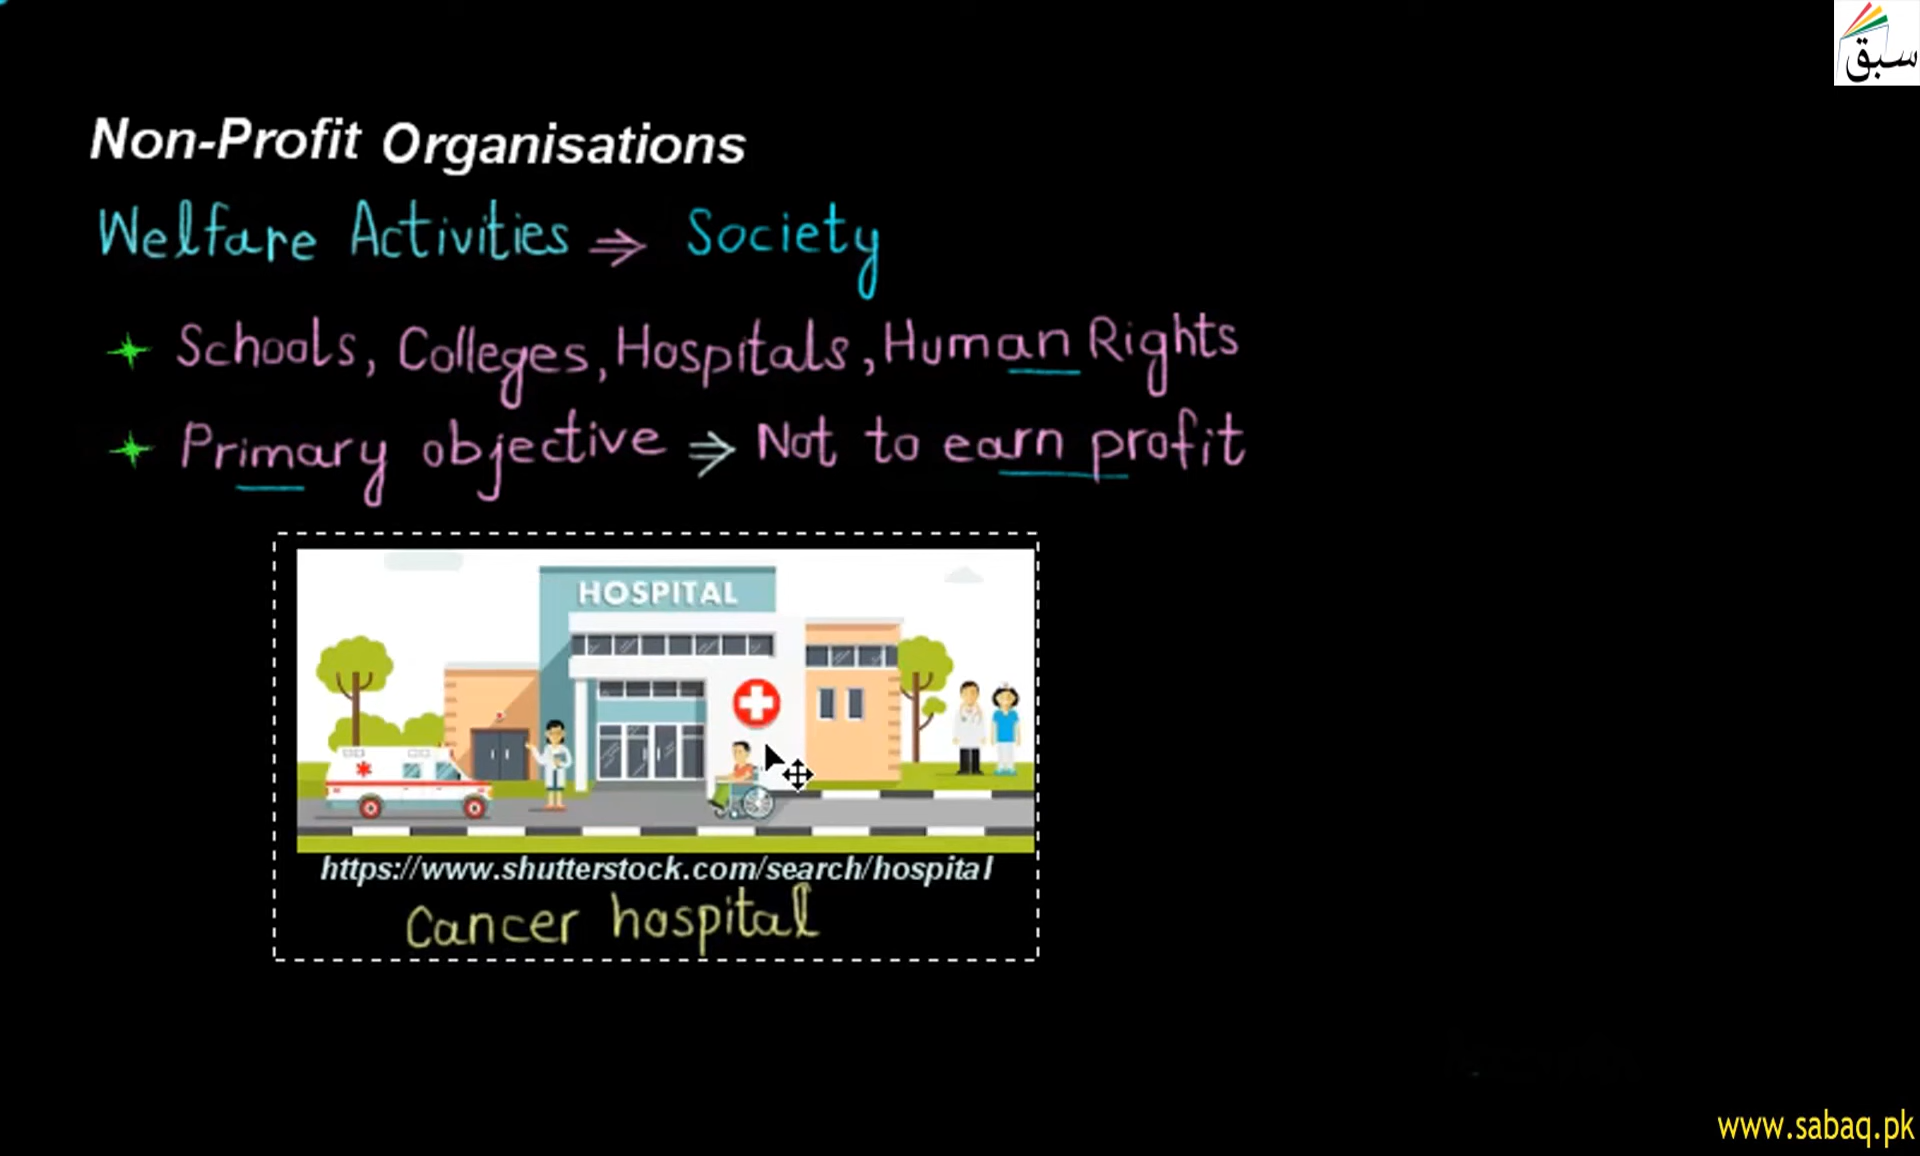 سبق
Non-Profit Organisations
Welfare Activities ⇒ Society
Schools, Colleges, Hospitals, Human Rights
Primary objective ⇒ Not to earn profit
HOSPITAL
https://www.shutterstock.com/search/hospital
Cancer hospital
www.sabaq.pk